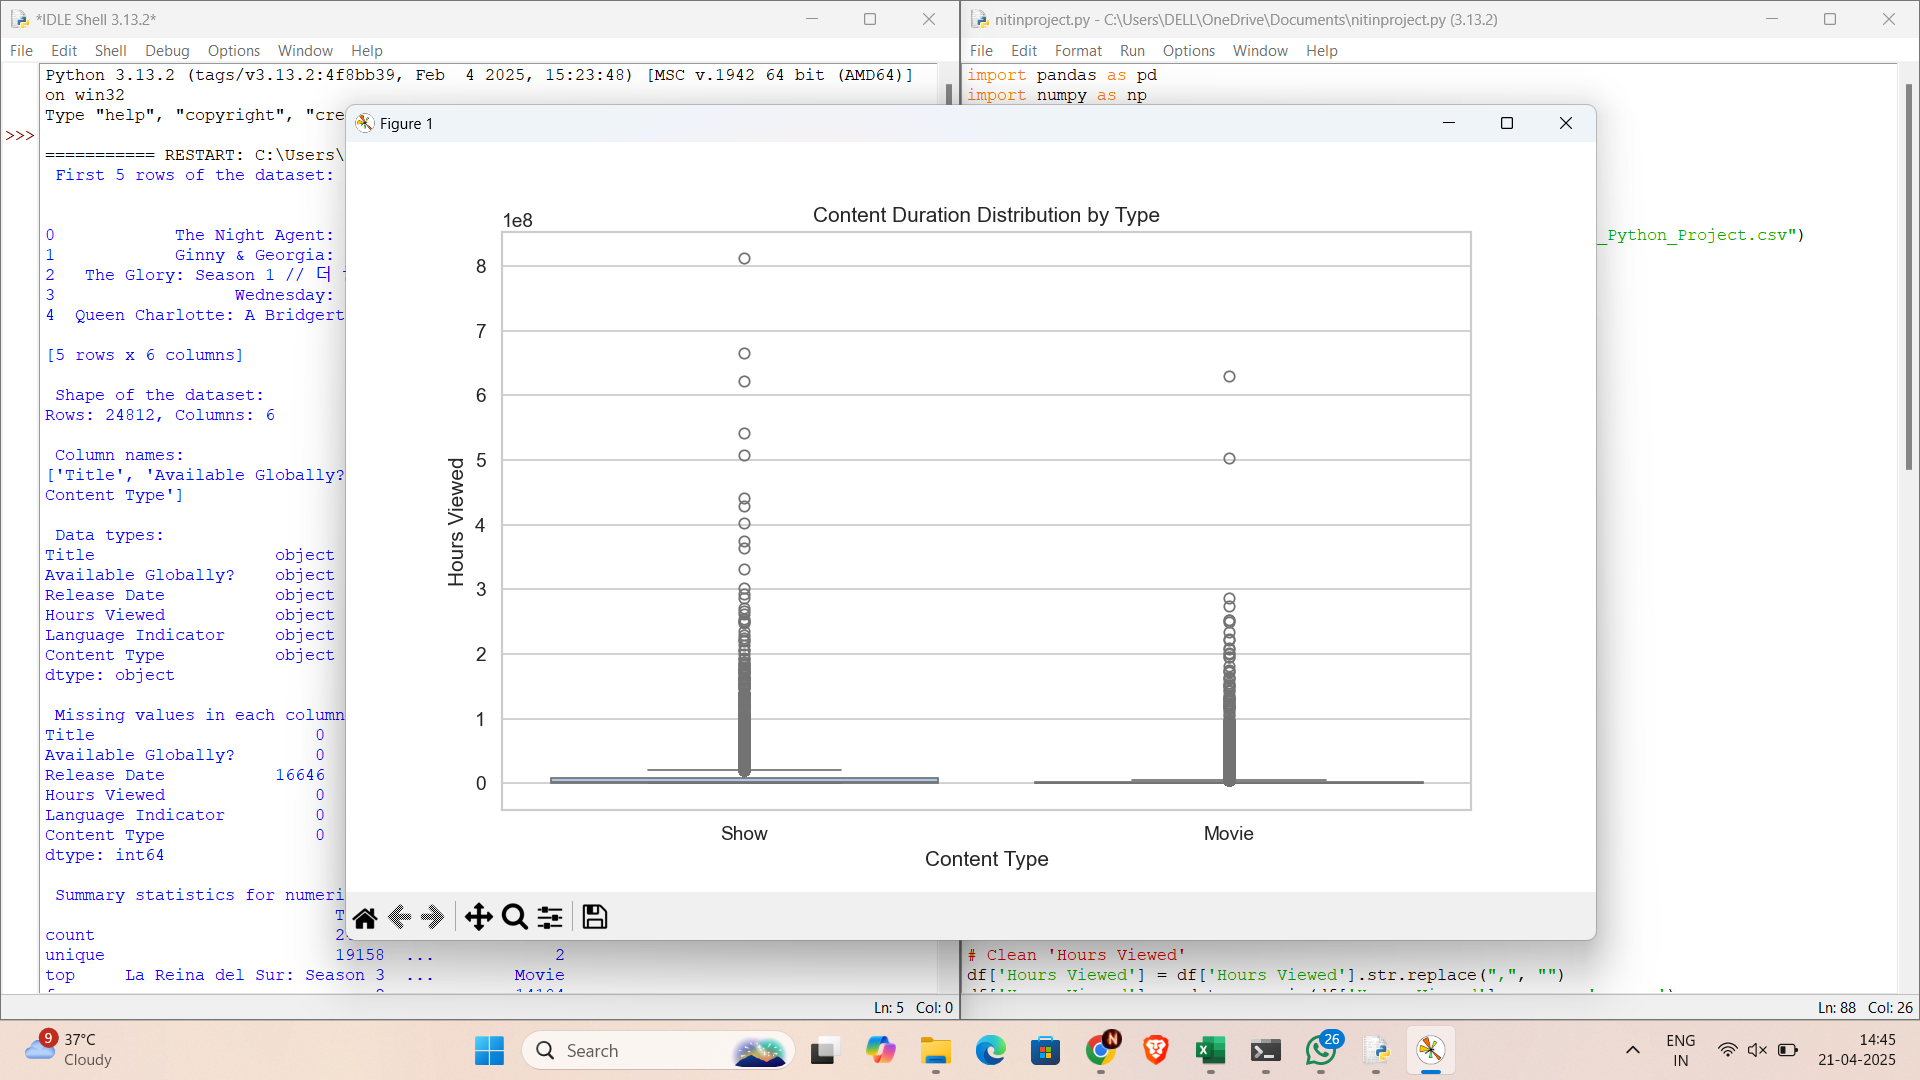 *IDLE Shell 3.13.2*
File Edit Shell Debug Options Window Help
Python 3.13.2 (tags/v3.13.2:4f8bb39, Feb  4 2025, 15:23:48) [MSC v.1942 64 bit (AMD64)]
on win32
Type "help", "copyright", "cre
>>>
=========== RESTART: C:\Users\
First 5 rows of the dataset:
0 The Night Agent:
1 Ginny & Georgia:
2 The Glory: Season 1 // 더
3 Wednesday:
4 Queen Charlotte: A Bridgert
[5 rows x 6 columns]
Shape of the dataset:
Rows: 24812, Columns: 6
Column names:
['Title', 'Available Globally?
Content Type']
Data types:
Title object
Available Globally? object
Release Date object
Hours Viewed object
Language Indicator object
Content Type object
dtype: object
Missing values in each column
Title 0
Available Globally? 0
Release Date 16646
Hours Viewed 0
Language Indicator 0
Content Type 0
dtype: int64
Summary statistics for numeri
count
unique 19158 ... 2
top La Reina del Sur: Season 3 ... Movie
Ln: 5 Col: 0
nitinproject.py - C:\Users\DELL\OneDrive\Documents\nitinproject.py (3.13.2)
File Edit Format Run Options Window Help
import pandas as pd
import numpy as np
_Python_Project.csv")
# Clean 'Hours Viewed'
df['Hours Viewed'] = df['Hours Viewed'].str.replace(",", "")
Ln: 88 Col: 26
Figure 1
Content Duration Distribution by Type
1e8
8
7
6
5
4
3
2
1
0
Hours Viewed
Show Movie
Content Type
9
37°C
Cloudy
Search
N
26
ENG
IN
14:45
21-04-2025